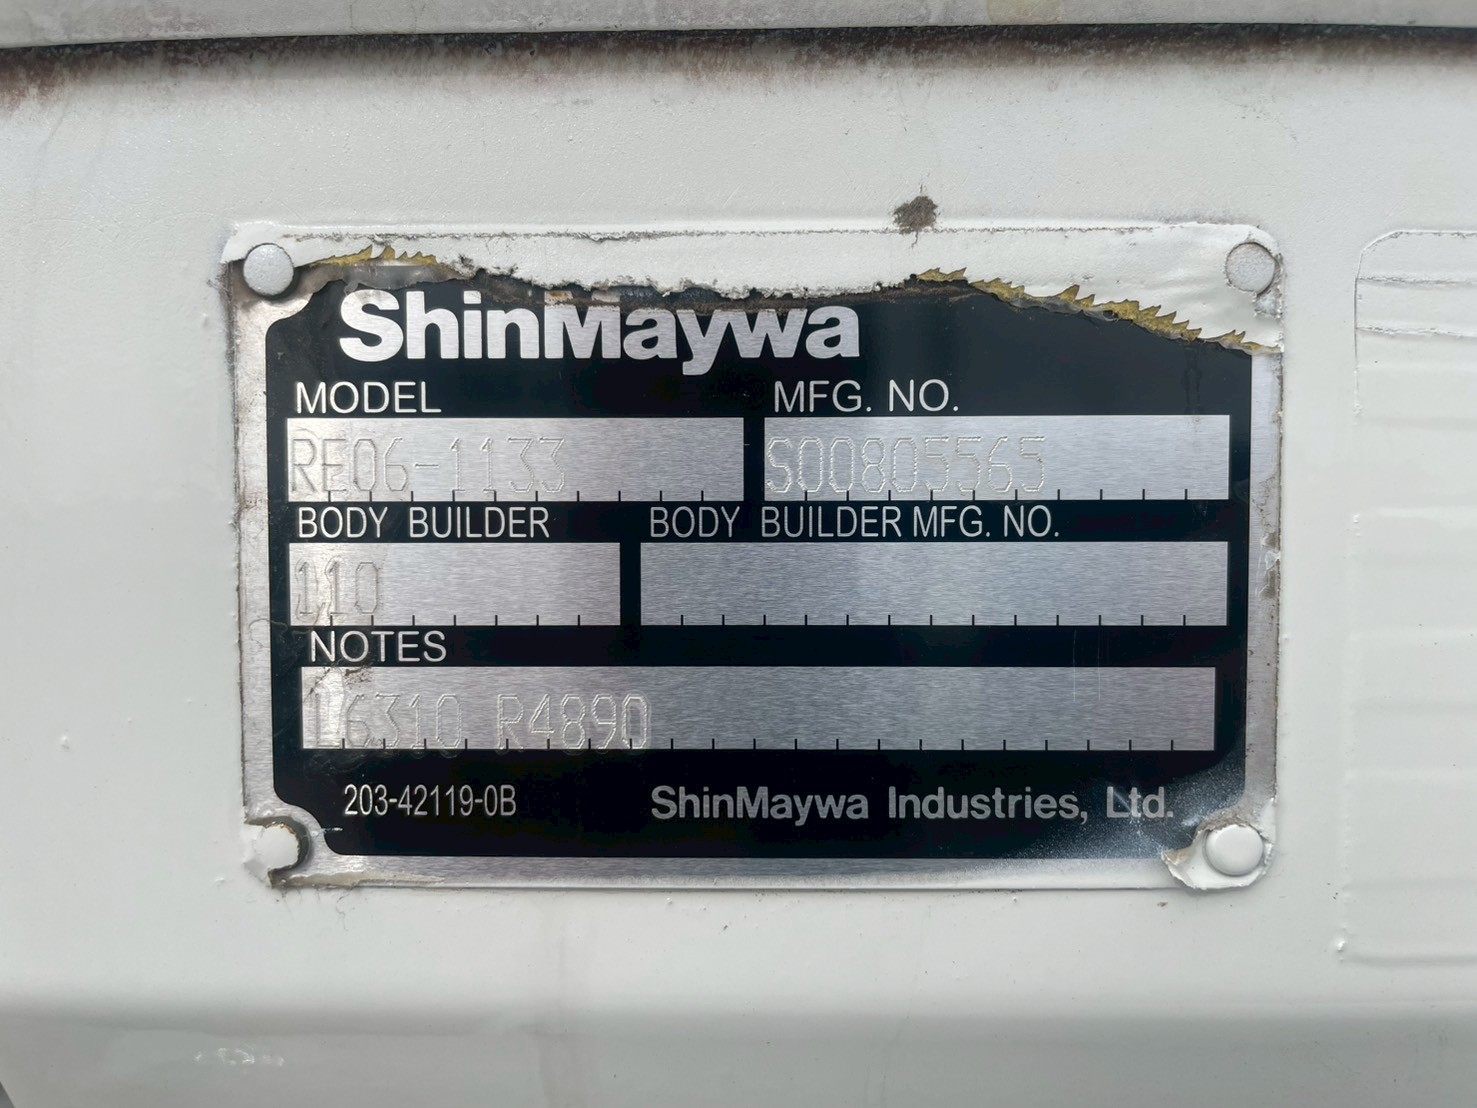 ShinMaywa
MODEL MFG. NO.
RE06-1133 S00805565
BODY BUILDER BODY BUILDER MFG. NO.
110
NOTES
L6310 R4890
203-42119-0B ShinMaywa Industries, Ltd.